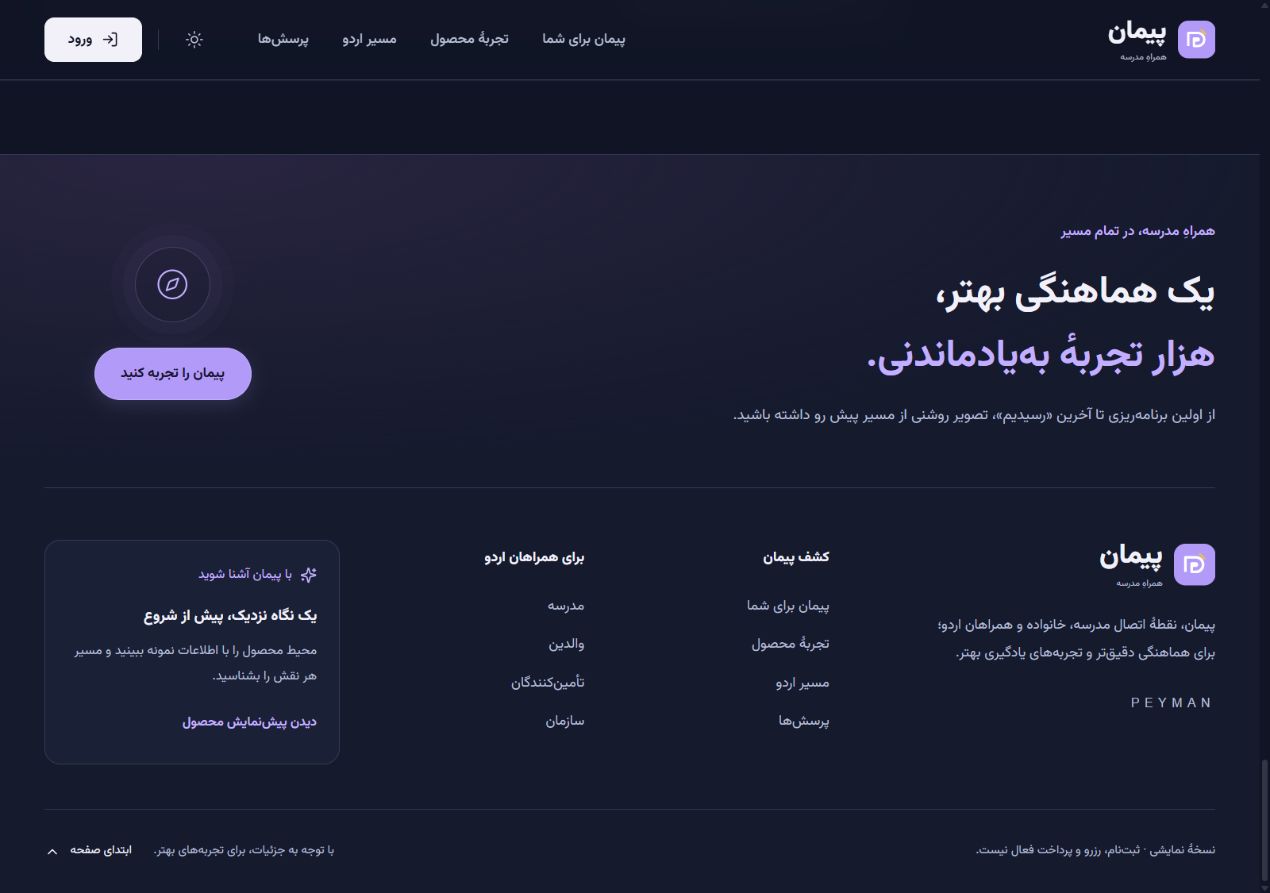 پیمان
همراهِ مدرسه
پیمان برای شما
تجربهٔ محصول
مسیر اردو
پرسش‌ها
ورود
همراهِ مدرسه، در تمام مسیر
یک هماهنگی بهتر،
هزار تجربهٔ به‌یادماندنی.
از اولین برنامه‌ریزی تا آخرین «رسیدیم»، تصویر روشنی از مسیر پیش رو داشته باشید.
پیمان را تجربه کنید
پیمان
همراهِ مدرسه
پیمان، نقطهٔ اتصال مدرسه، خانواده و همراهان اردو؛
برای هماهنگی دقیق‌تر و تجربه‌های یادگیری بهتر.
PEYMAN
کشف پیمان
پیمان برای شما
تجربهٔ محصول
مسیر اردو
پرسش‌ها
برای همراهان اردو
مدرسه
والدین
تأمین‌کنندگان
سازمان
با پیمان آشنا شوید
یک نگاه نزدیک، پیش از شروع
محیط محصول را با اطلاعات نمونه ببینید و مسیر
هر نقش را بشناسید.
دیدن پیش‌نمایش محصول
نسخهٔ نمایشی · ثبت‌نام، رزرو و پرداخت فعال نیست.
با توجه به جزئیات، برای تجربه‌های بهتر.
ابتدای صفحه